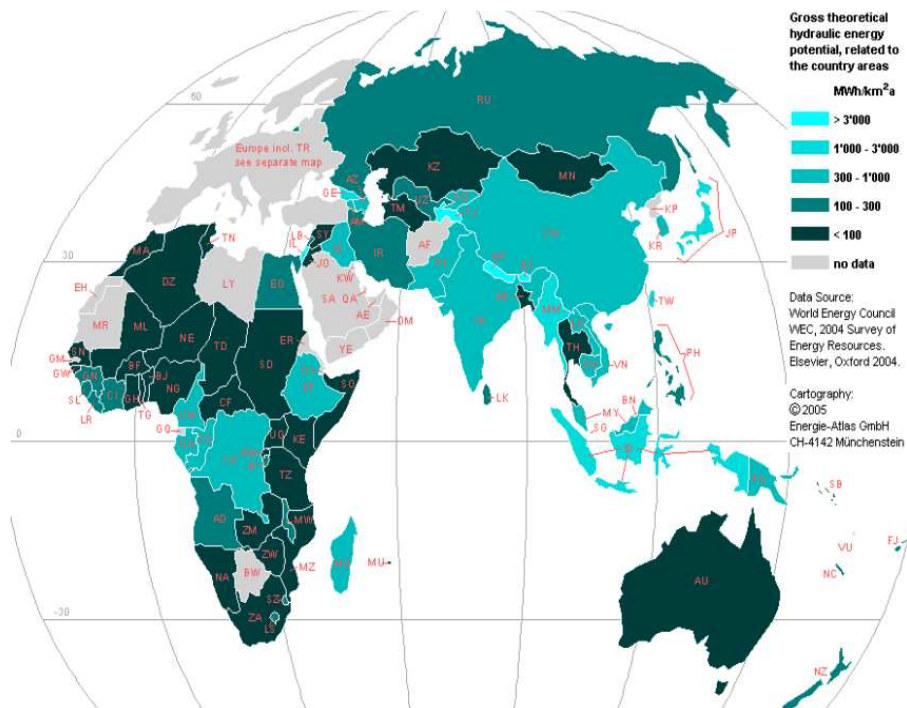 Gross theoretical
hydraulic energy
potential, related to
the country areas
MWh/km²a
> 3'000
1'000 - 3'000
300 - 1'000
100 - 300
< 100
no data
Data Source:
World Energy Council
WEC, 2004 Survey of
Energy Resources.
Elsevier, Oxford 2004.
Cartography:
© 2005
Energie-Atlas GmbH
CH-4142 Münchenstein
60
30
0
-30
Europe incl. TR
see separate map
RU
KZ
MN
AZ
GE
UZ
TM
KP
KR
JP
LB
SY
IL
JO
IR
AF
KW
SA
QA
AE
OM
YE
TN
MA
DZ
LY
EG
EH
MR
ML
NE
TD
SD
ER
SN
GM
GW
GN
SL
LR
CI
BF
GH
TG
BJ
NG
CF
SO
GQ
UG
KE
TZ
AO
ZM
MW
ZW
MZ
NA
BW
ZA
SZ
LS
MU
MM
TH
VN
LK
TW
PH
BN
MY
SG
SB
VU
FJ
NC
AU
NZ